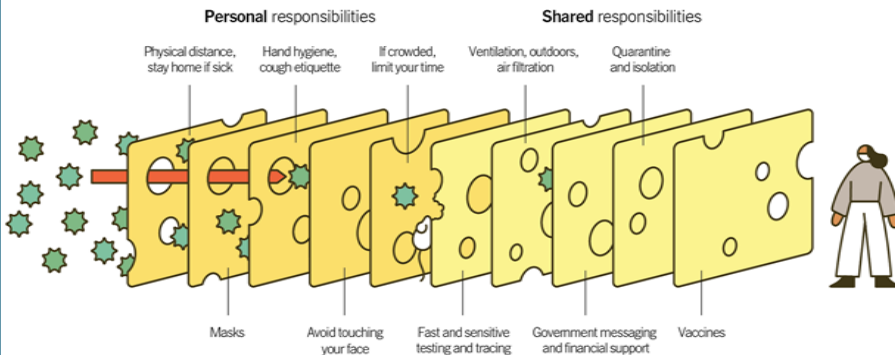 Personal responsibilities
Shared responsibilities
Physical distance,
stay home if sick
Hand hygiene,
cough etiquette
If crowded,
limit your time
Ventilation, outdoors,
air filtration
Quarantine
and isolation
Masks
Avoid touching
your face
Fast and sensitive
testing and tracing
Government messaging
and financial support
Vaccines